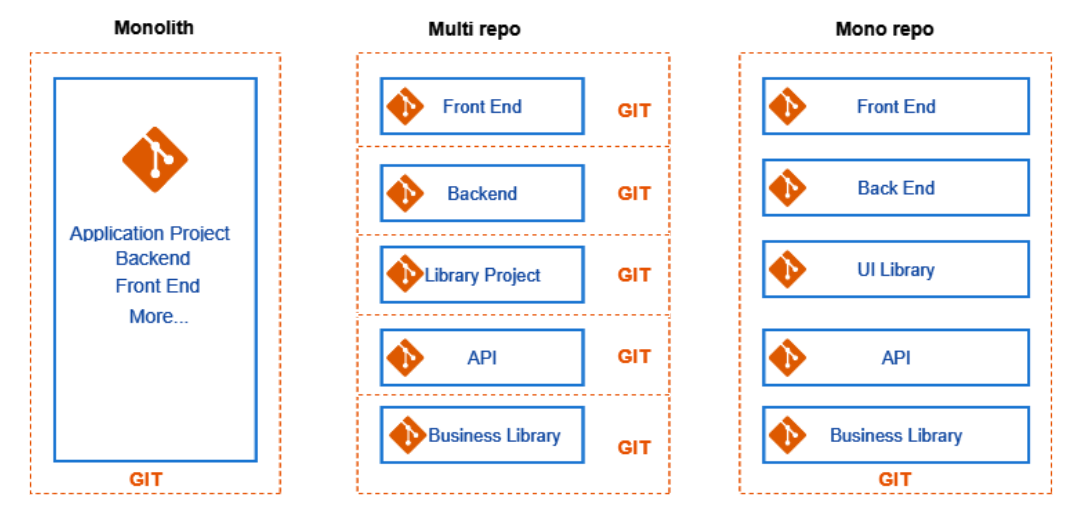 Monolith
Application Project
Backend
Front End
More...
GIT
Multi repo
Front End
GIT
Backend
GIT
Library Project
GIT
API
GIT
Business Library
GIT
Mono repo
Front End
Back End
UI Library
API
Business Library
GIT